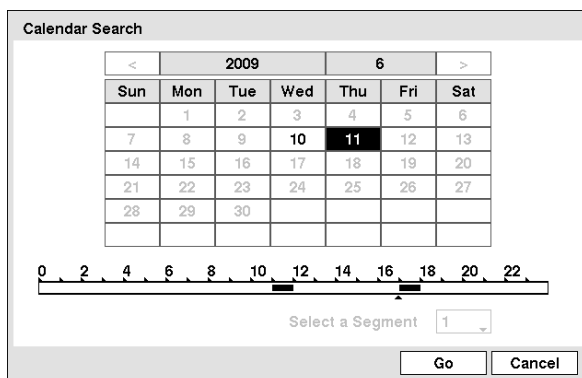 Calendar Search
< 2009 6 >
Sun Mon Tue Wed Thu Fri Sat
1 2 3 4 5 6
7 8 9 10 11 12 13
14 15 16 17 18 19 20
21 22 23 24 25 26 27
28 29 30
0 2 4 6 8 10 12 14 16 18 20 22
Select a Segment 1
Go Cancel